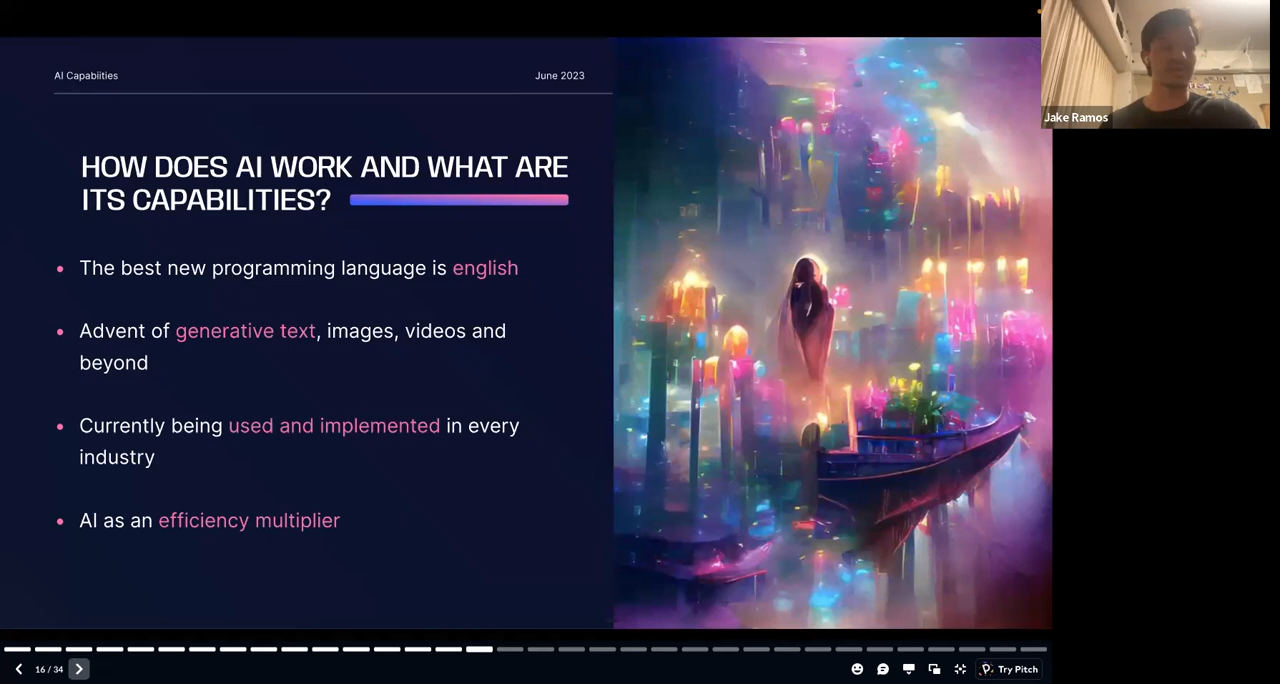 AI Capabiities
June 2023
Jake Ramos
HOW DOES AI WORK AND WHAT ARE
ITS CAPABILITIES?
• The best new programming language is english
• Advent of generative text, images, videos and
beyond
• Currently being used and implemented in every
industry
• AI as an efficiency multiplier
16 / 34
Try Pitch